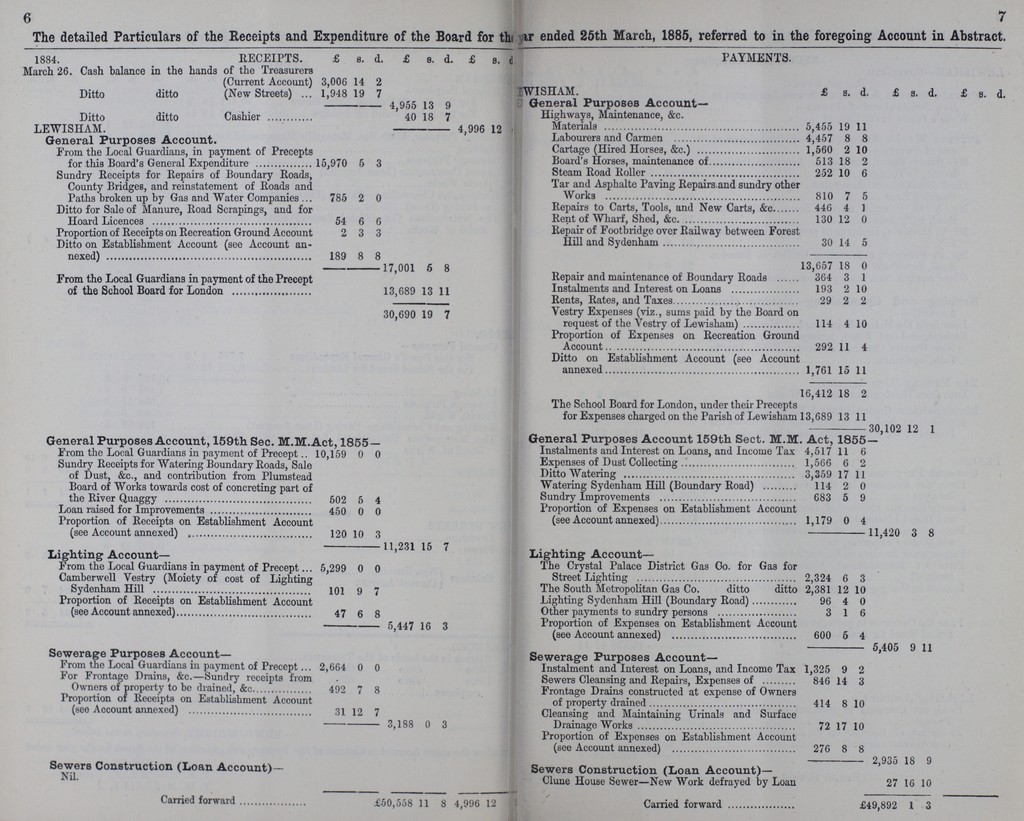 6
The detailed Particulars of the Receipts and Expenditure of the Board for th
1884. RECEIPTS. £ s. d. £ s. d. £ s. d
March 26. Cash balance in the hands of the Treasurers
(Current Account) 3,006 14 2
Ditto ditto (New Streets) ... 1,948 19 7
4,955 13 9
Ditto ditto Cashier ............ 40 18 7
4,996 12
LEWISHAM.
General Purposes Account.
From the Local Guardians, in payment of Precepts
for this Board's General Expenditure .............. 15,970 5 3
Sundry Receipts for Repairs of Boundary Roads,
County Bridges, and reinstatement of Roads and
Paths broken up by Gas and Water Companies ... 785 2 0
Ditto for Sale of Manure, Road Scrapings, and for
Hoard Licences ....................................... 54 6 6
Proportion of Receipts on Recreation Ground Account 2 3 3
Ditto on Establishment Account (see Account an-
nexed) .................................................. 189 8 8
17,001 5 8
From the Local Guardians in payment of the Precept
of the School Board for London .................... 13,689 13 11
30,690 19 7
General Purposes Account, 159th Sec. M.M. Act, 1855—
From the Local Guardians in payment of Precept .. 10,159 0 0
Sundry Receipts for Watering Boundary Roads, Sale
of Dust, &c., and contribution from Plumstead
Board of Works towards cost of concreting part of
the River Quaggy .................................... 502 5 4
Loan raised for Improvements ......................... 450 0 0
Proportion of Receipts on Establishment Account
(see Account annexed) ............................... 120 10 3
11,231 15 7
Lighting Account—
From the Local Guardians in payment of Precept ... 5,299 0 0
Camberwell Vestry (Moiety of cost of Lighting
Sydenham Hill ....................................... 101 9 7
Proportion of Receipts on Establishment Account
(see Account annexed)................................. 47 6 8
5,447 16 3
Sewerage Purposes Account—
From the Local Guardians in payment of Precept ... 2,664 0 0
For Frontage Drains, &c.—Sundry receipts from
Owners of property to be drained, &c.............. 492 7 8
Proportion of Receipts on Establishment Account
(see Account annexed) .............................. 31 12 7
3,188 0 3
Sewers Construction (Loan Account)—
Nil.
Carried forward .................. £50,558 11 8 4,996 12
7
ar ended 25th March, 1885, referred to in the foregoing Account in Abstract.
PAYMENTS.
WISHAM. £ s. d. £ s. d. £ s. d.
General Purposes Account—
Highways, Maintenance, &c.
Materials ................................................ 5,455 19 11
Labourers and Carmen .............................. 4,457 8 8
Cartage (Hired Horses, &c.) ......................... 1,560 2 10
Board's Horses, maintenance of....................... 513 18 2
Steam Road Roller .................................... 252 10 6
Tar and Asphalte Paving Repairs and sundry other
Works ................................................ 810 7 5
Repairs to Carts, Tools, and New Carts, &c....... 446 4 1
Rent of Wharf, Shed, &c............................. 130 12 0
Repair of Footbridge over Railway between Forest
Hill and Sydenham .................................. 30 14 5
13,657 18 0
Repair and maintenance of Boundary Roads ...... 364 3 1
Instalments and Interest on Loans ................. 193 2 10
Rents, Rates, and Taxes............................... 29 2 2
Vestry Expenses (viz., sums paid by the Board on
request of the Vestry of Lewisham) ............... 114 4 10
Proportion of Expenses on Recreation Ground
Account................................................ 292 11 4
Ditto on Establishment Account (see Account
annexed................................................ 1,761 15 11
16,412 18 2
The School Board for London, under their Precepts
for Expenses charged on the Parish of Lewisham 13,689 13 11
30,102 12 1
General Purposes Account 159th Sect. M.M. Act, 1855—
Instalments and Interest on Loans, and Income Tax 4,517 11 6
Expenses of Dust Collecting .......................... 1,566 6 2
Ditto Watering ......................................... 3,359 17 11
Watering Sydenham Hill (Boundary Road) ......... 114 2 0
Sundry Improvements ................................. 683 5 9
Proportion of Expenses on Establishment Account
(see Account annexed)................................. 1,179 0 4
11,420 3 8
Lighting Account—
The Crystal Palace District Gas Co. for Gas for
Street Lighting ...................................... 2,324 6 3
The South Metropolitan Gas Co. ditto ditto 2,381 12 10
Lighting Sydenham Hill (Boundary Road)........... 96 4 0
Other payments to sundry persons ................... 3 1 6
Proportion of Expenses on Establishment Account
(see Account annexed) .............................. 600 5 4
5,405 9 11
Sewerage Purposes Account—
Instalment and Interest on Loans, and Income Tax 1,325 9 2
Sewers Cleansing and Repairs, Expenses of ......... 846 14 3
Frontage Drains constructed at expense of Owners
of property drained ................................... 414 8 10
Cleansing and Maintaining Urinals and Surface
Drainage Works ...................................... 72 17 10
Proportion of Expenses on Establishment Account
(see Account annexed) .............................. 276 8 8
2,935 18 9
Sewers Construction (Loan Account)—
Clune House Sewer—New Work defrayed by Loan 27 16 10
Carried forward .................. £49,892 1 3